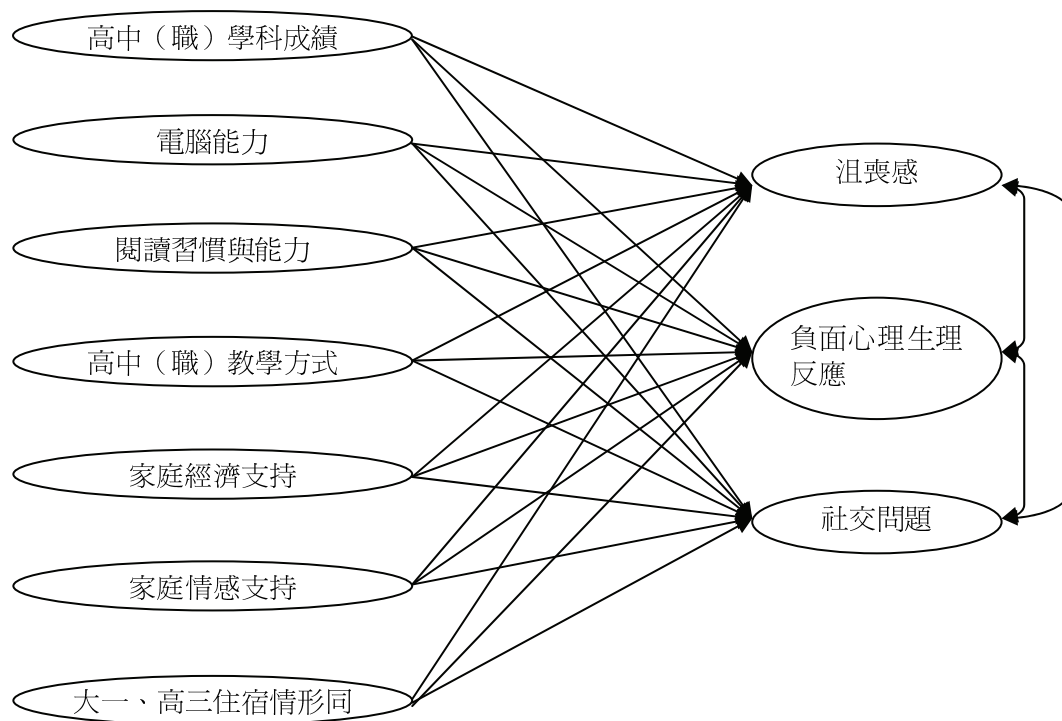 高中（職）學科成績
電腦能力
閱讀習慣與能力
高中（職）教學方式
家庭經濟支持
家庭情感支持
大一、高三住宿情形同
沮喪感
負面心理生理
反應
社交問題